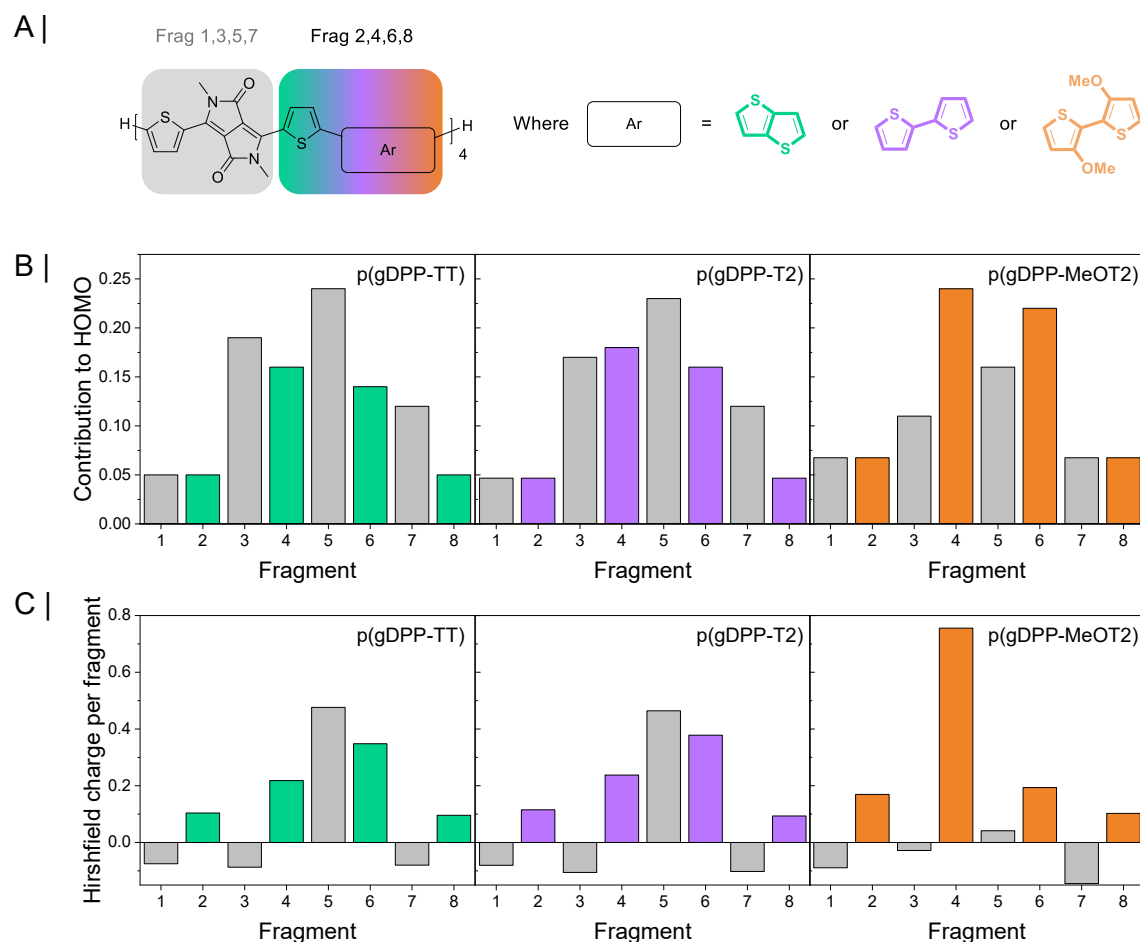 A |
Frag 1,3,5,7 Frag 2,4,6,8
H N O S O N S Ar H 4
Where Ar = S S or S S or MeO S S OMe
B |
Contribution to HOMO
p(gDPP-TT) p(gDPP-T2) p(gDPP-MeOT2)
0.25
0.20
0.15
0.10
0.05
0.00
1 2 3 4 5 6 7 8 1 2 3 4 5 6 7 8 1 2 3 4 5 6 7 8
Fragment Fragment Fragment
C |
Hirshfield charge per fragment
p(gDPP-TT) p(gDPP-T2) p(gDPP-MeOT2)
0.8
0.6
0.4
0.2
0.0
1 2 3 4 5 6 7 8 1 2 3 4 5 6 7 8 1 2 3 4 5 6 7 8
Fragment Fragment Fragment